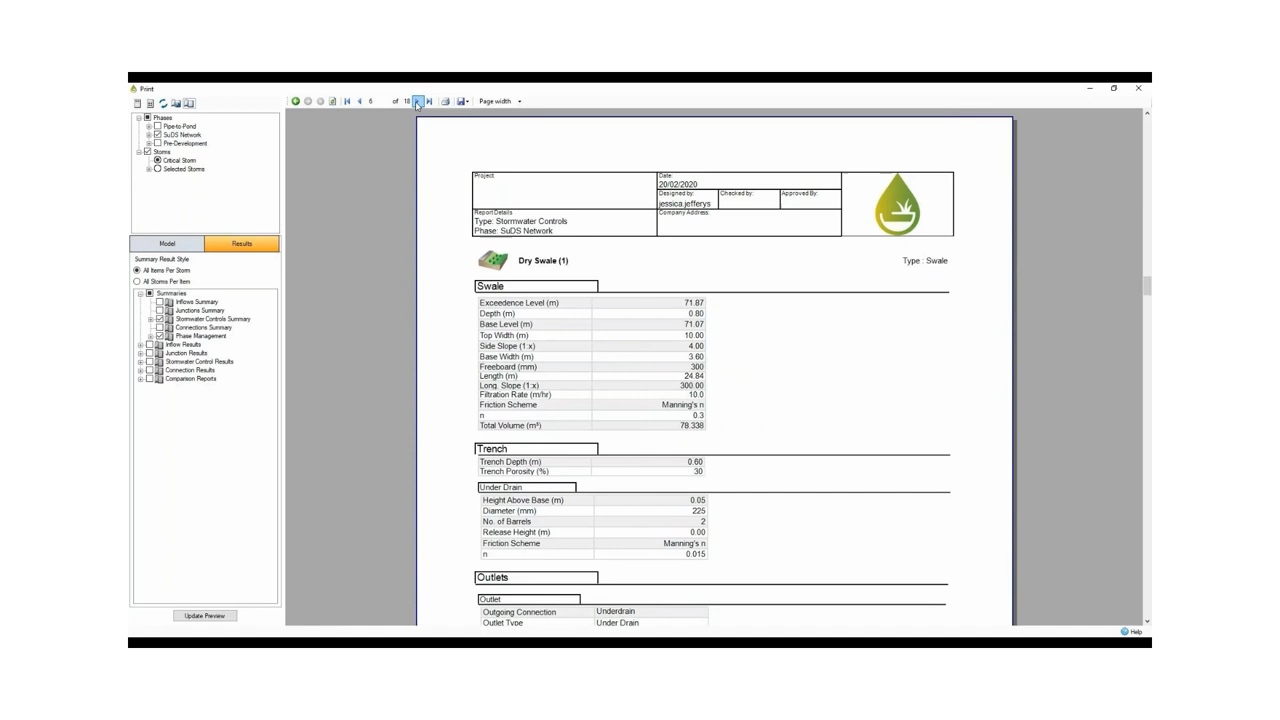 Print
6 of 18 Page width
Phases
Pipe-to-Pond
SuDS Network
Pre-Development
Storms
Critical Storm
Selected Storms
Model Results
Summary Result Style
All Items Per Storm
All Storms Per Item
Summaries
Inflows Summary
Junctions Summary
Stormwater Controls Summary
Connections Summary
Phase Management
Inflow Results
Junction Results
Stormwater Control Results
Connection Results
Comparison Reports
Update Preview
Project:
Date:
20/02/2020
Designed by: Checked by: Approved By:
jessica.jefferys
Report Details
Type: Stormwater Controls
Phase: SuDS Network
Company Address:
Dry Swale (1) Type : Swale
Swale
Exceedence Level (m) 71.87
Depth (m) 0.80
Base Level (m) 71.07
Top Width (m) 10.00
Side Slope (1:x) 4.00
Base Width (m) 3.60
Freeboard (mm) 300
Length (m) 24.84
Long. Slope (1:x) 300.00
Filtration Rate (m/hr) 10.0
Friction Scheme Manning's n
n 0.3
Total Volume (m³) 78.338
Trench
Trench Depth (m) 0.60
Trench Porosity (%) 30
Under Drain
Height Above Base (m) 0.05
Diameter (mm) 225
No. of Barrels 2
Release Height (m) 0.00
Friction Scheme Manning's n
n 0.015
Outlets
Outlet
Outgoing Connection Underdrain
Outlet Type Under Drain
Help